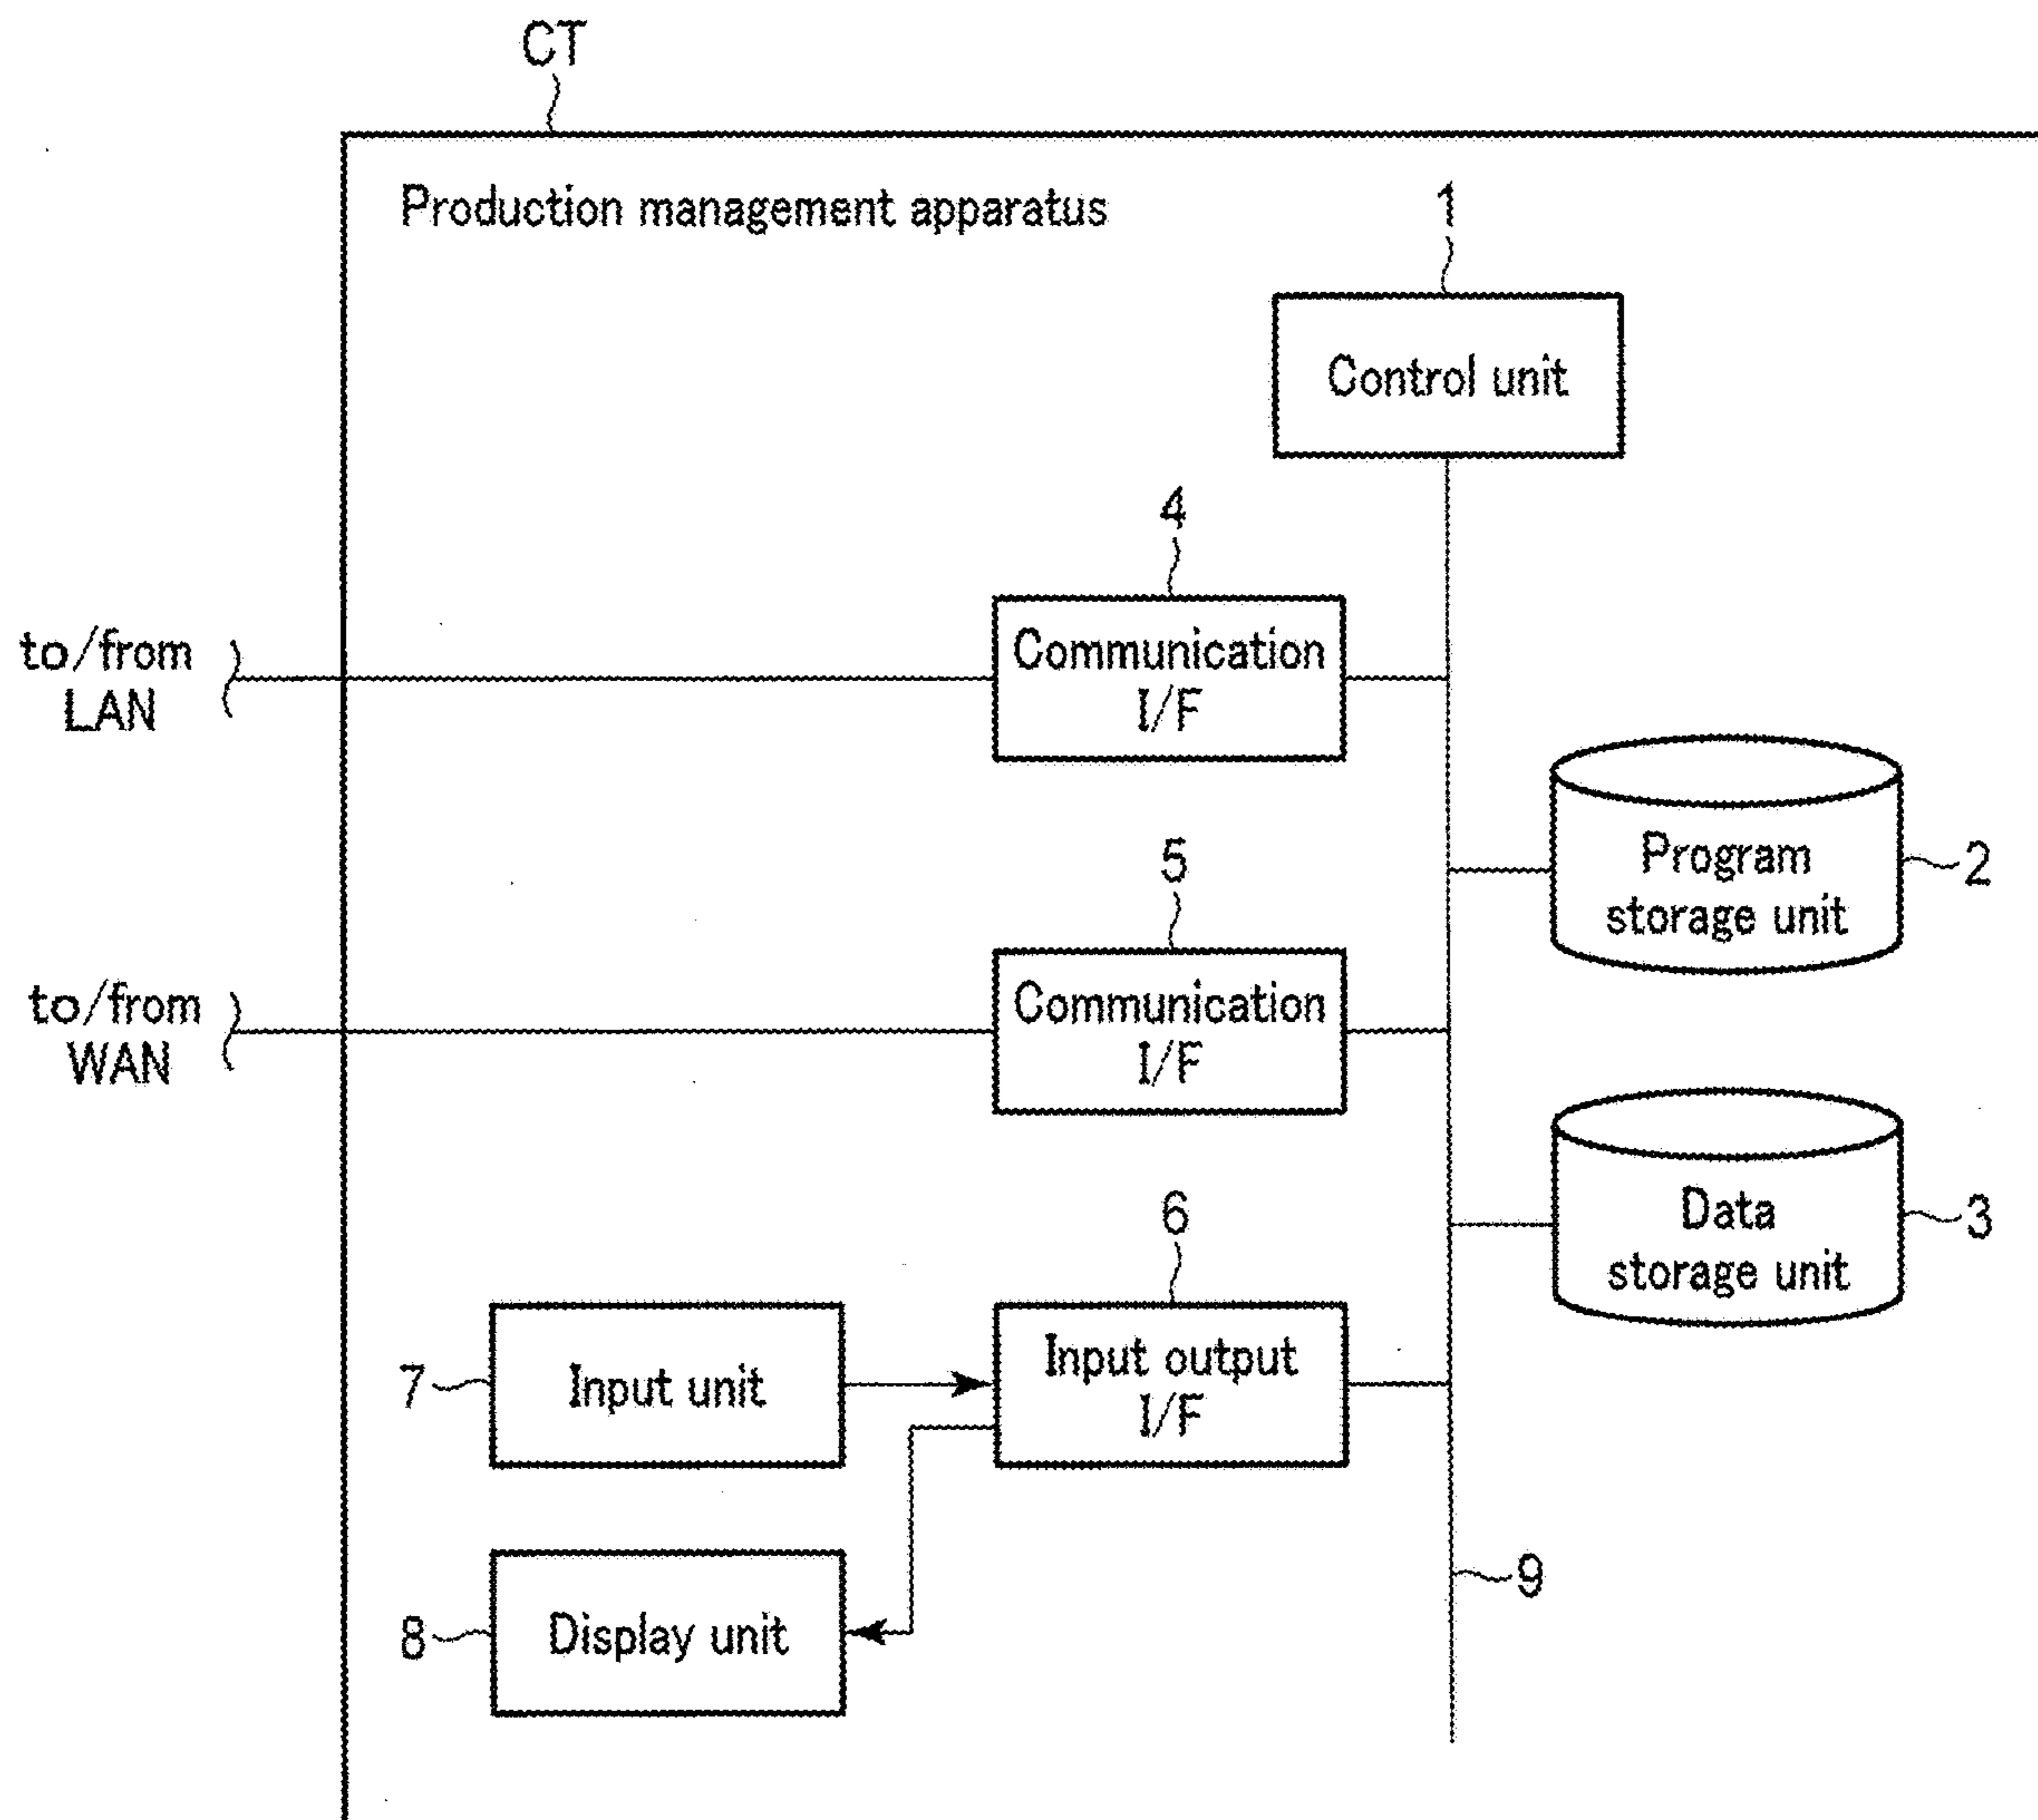 CT
Production management apparatus
1
Control unit
4
Communication
I/F
to/from
LAN
Program
storage unit
2
5
Communication
I/F
to/from
WAN
Data
storage unit
3
6
Input output
I/F
7
Input unit
9
8
Display unit